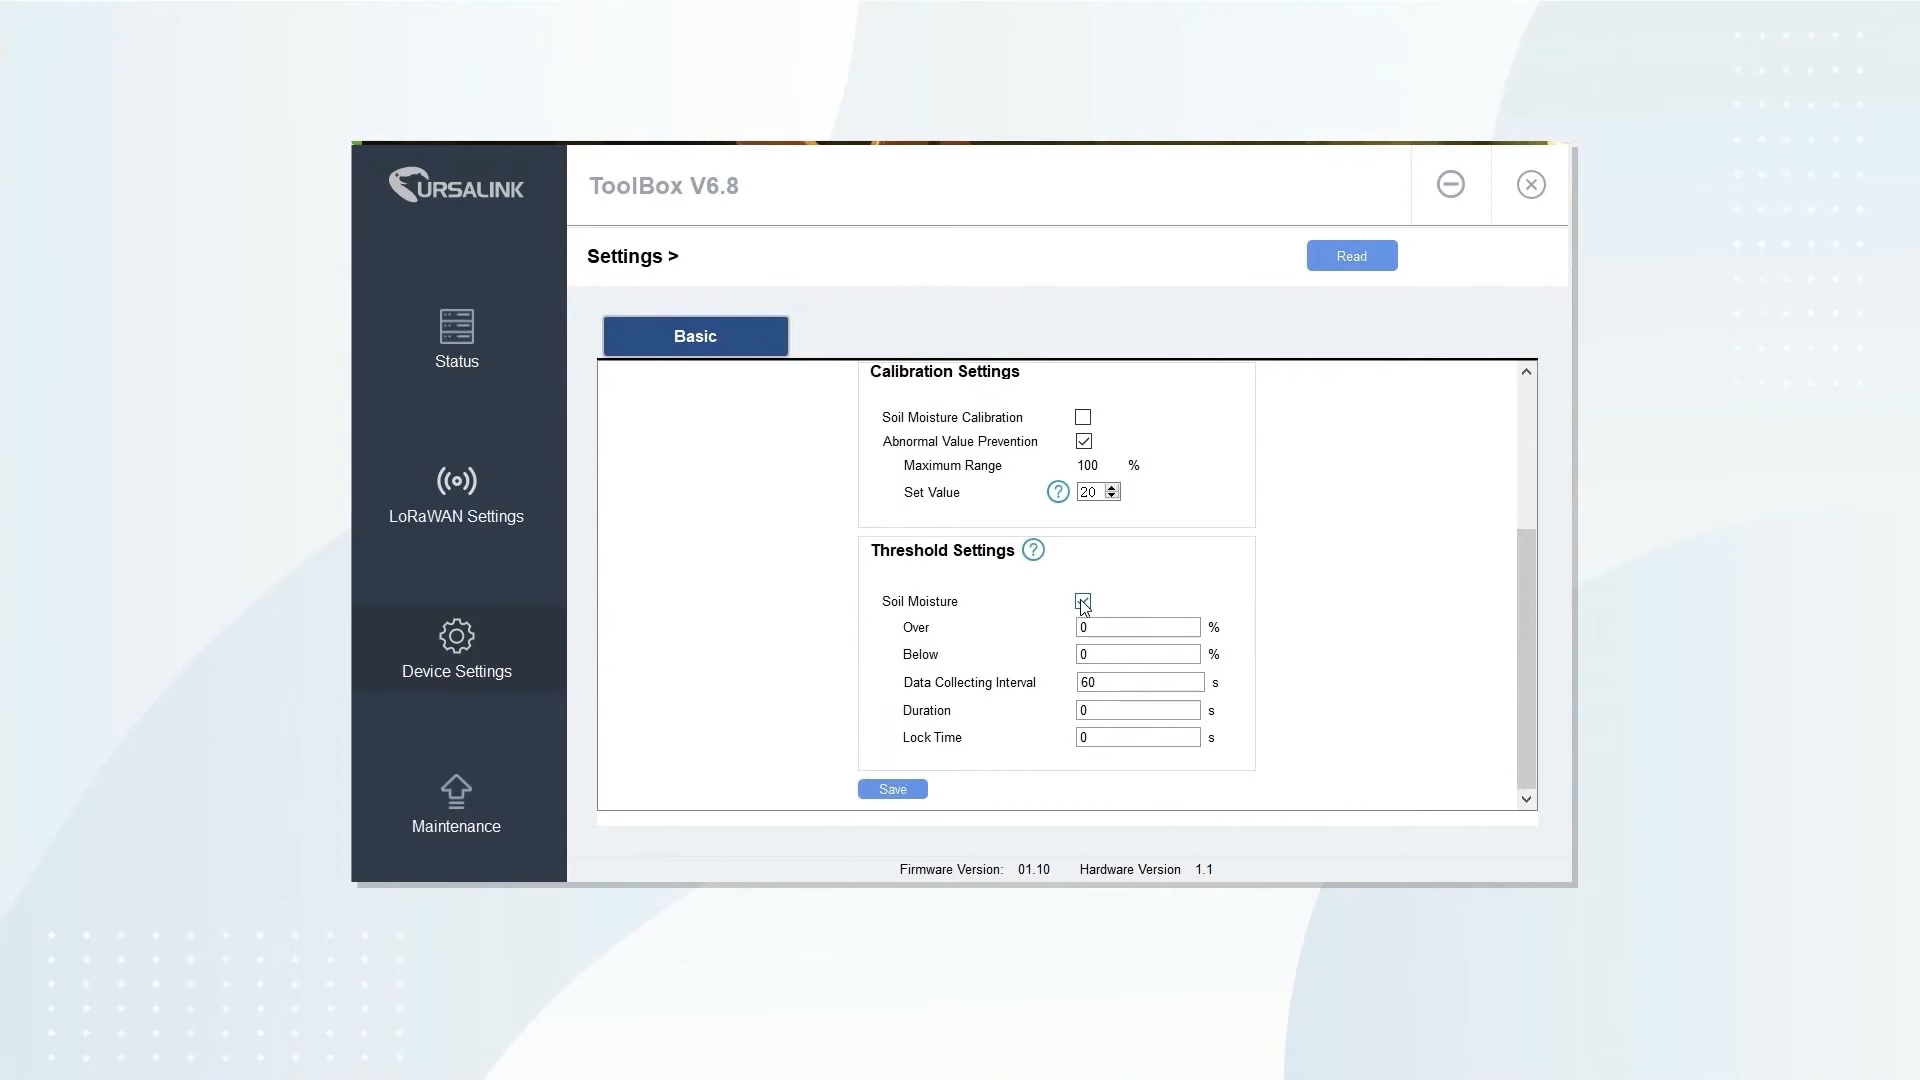 URSALINK
ToolBox V6.8
Settings >
Read
Status
LoRaWAN Settings
Device Settings
Maintenance
Basic
Calibration Settings
Soil Moisture Calibration
Abnormal Value Prevention
Maximum Range 100 %
Set Value ? 20
Threshold Settings ?
Soil Moisture
Over 0 %
Below 0 %
Data Collecting Interval 60 s
Duration 0 s
Lock Time 0 s
Save
Firmware Version: 01.10 Hardware Version 1.1